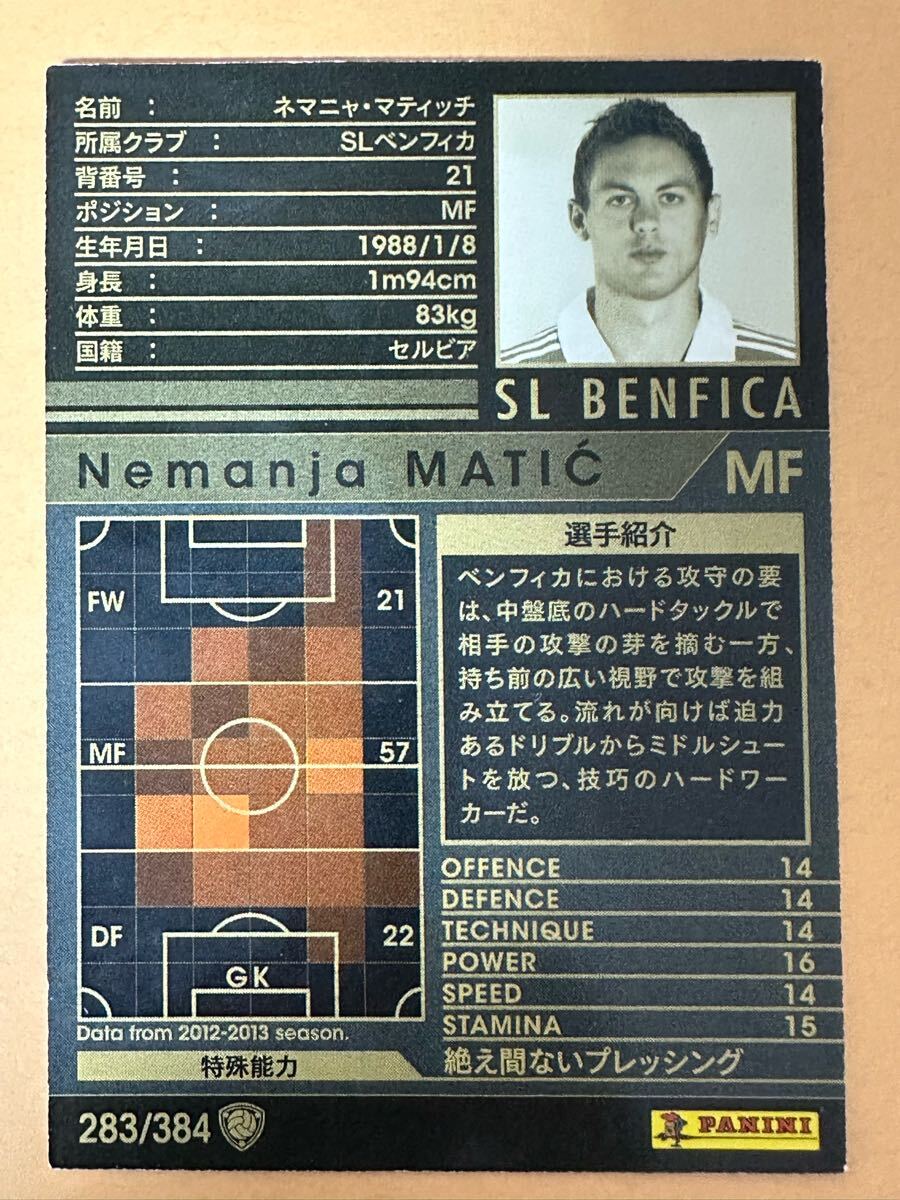 名前 : ネマニャ・マティッチ
所属クラブ : SLベンフィカ
背番号 : 21
ポジション : MF
生年月日 : 1988/1/8
身長 : 1m94cm
体重 : 83kg
国籍 : セルビア
SL BENFICA
Nemanja MATIĆ MF
FW 21
MF 57
DF 22
GK
Data from 2012-2013 season.
選手紹介
ベンフィカにおける攻守の要
は、中盤底のハードタックルで
相手の攻撃の芽を摘む一方、
持ち前の広い視野で攻撃を組
み立てる。流れが向けば迫力
あるドリブルからミドルシュー
トを放つ、技巧のハードワー
カーだ。
OFFENCE 14
DEFENCE 14
TECHNIQUE 14
POWER 16
SPEED 14
STAMINA 15
特殊能力 絶え間ないプレッシング
283/384
PANINI